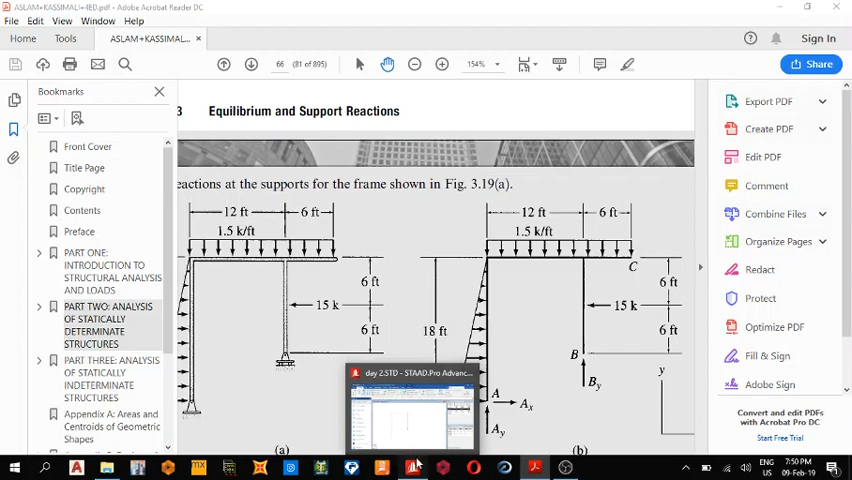 ASLAM+KASSIMALI+4ED.pdf - Adobe Acrobat Reader DC
File Edit View Window Help
Home Tools ASLAM+KASSIMALI... × Sign In
66 (81 of 895) 154% Share
Bookmarks
Front Cover
Title Page
Copyright
Contents
Preface
PART ONE:
INTRODUCTION TO
STRUCTURAL ANALYSIS
AND LOADS
PART TWO: ANALYSIS
OF STATICALLY
DETERMINATE
STRUCTURES
PART THREE: ANALYSIS
OF STATICALLY
INDETERMINATE
STRUCTURES
Appendix A: Areas and
Centroids of Geometric
Shapes
3 Equilibrium and Support Reactions
eactions at the supports for the frame shown in Fig. 3.19(a).
12 ft 6 ft
1.5 k/ft
6 ft
15 k
6 ft
(a)
12 ft 6 ft
1.5 k/ft
C
6 ft
18 ft
15 k
6 ft
B
By
A
Ax
Ay
y
(b)
day 2.STD - STAAD.Pro Advanc...
Export PDF
Create PDF
Edit PDF
Comment
Combine Files
Organize Pages
Redact
Protect
Optimize PDF
Fill & Sign
Adobe Sign
Convert and edit PDFs
with Acrobat Pro DC
Start Free Trial
ENG 7:50 PM
US 09-Feb-19